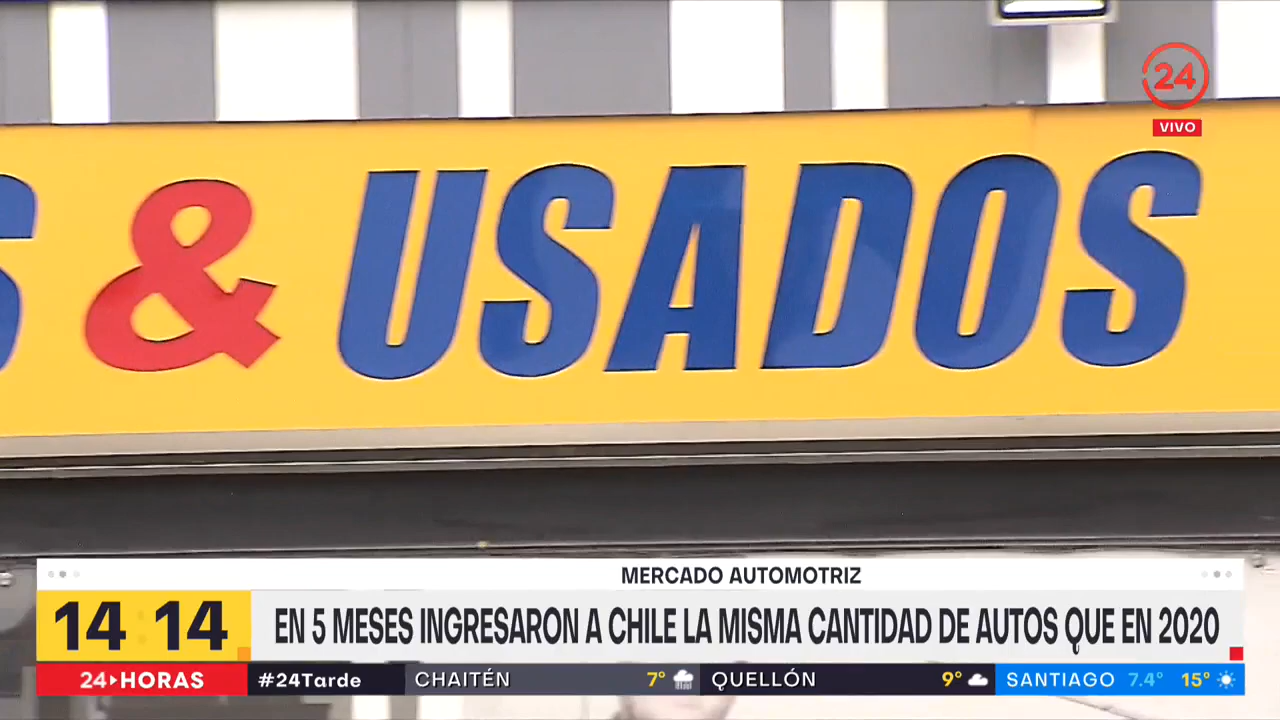 24
VIVO
S & USADOS
MERCADO AUTOMOTRIZ
14 14
EN 5 MESES INGRESARON A CHILE LA MISMA CANTIDAD DE AUTOS QUE EN 2020
24 HORAS
#24Tarde
CHAITÉN 7°
QUELLÓN 9°
SANTIAGO 7.4° 15°